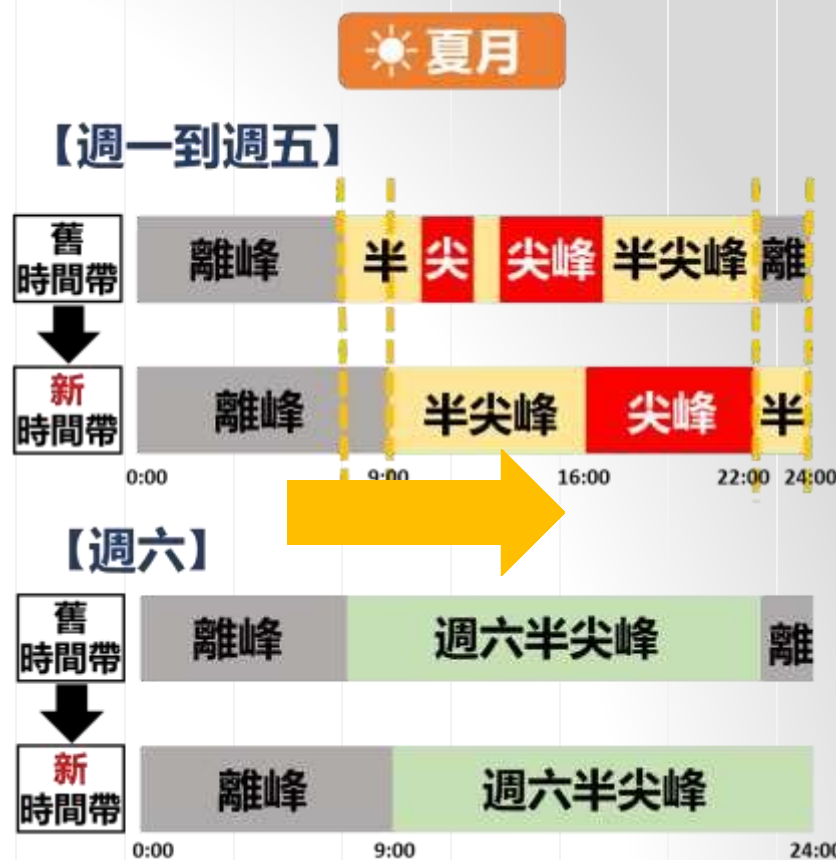 夏月
【週一到週五】
舊
時間帶
離峰 半 尖 尖峰 半尖峰 離
新
時間帶
離峰 半尖峰 尖峰 半
0:00 9:00 16:00 22:00 24:00
【週六】
舊
時間帶
離峰 週六半尖峰 離
新
時間帶
離峰 週六半尖峰
0:00 9:00 24:00